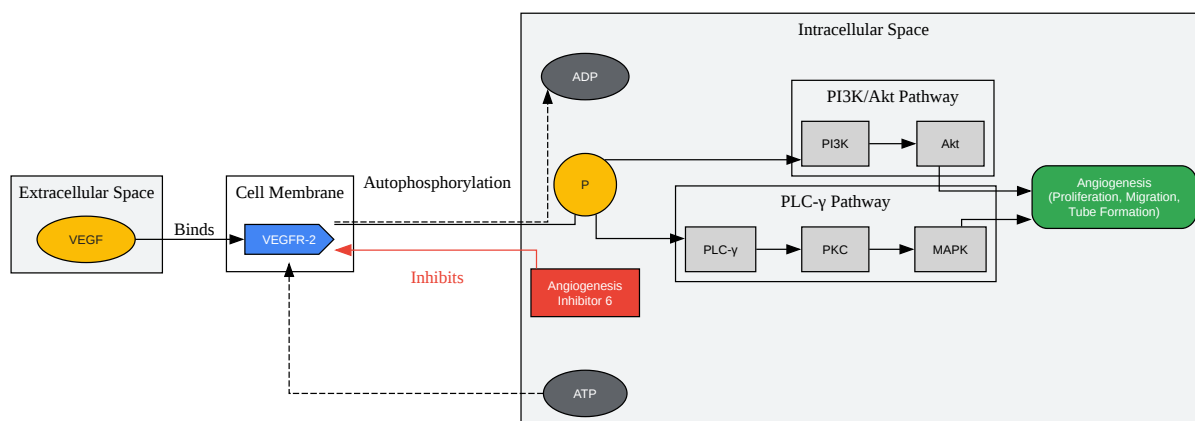 Intracellular Space
ADP
PI3K/Akt Pathway
PI3K
Akt
Extracellular Space
VEGF
Binds
Cell Membrane
VEGFR-2
Autophosphorylation
P
PLC-γ Pathway
PLC-γ
PKC
MAPK
Angiogenesis
(Proliferation, Migration,
Tube Formation)
Inhibits
Angiogenesis
Inhibitor 6
ATP